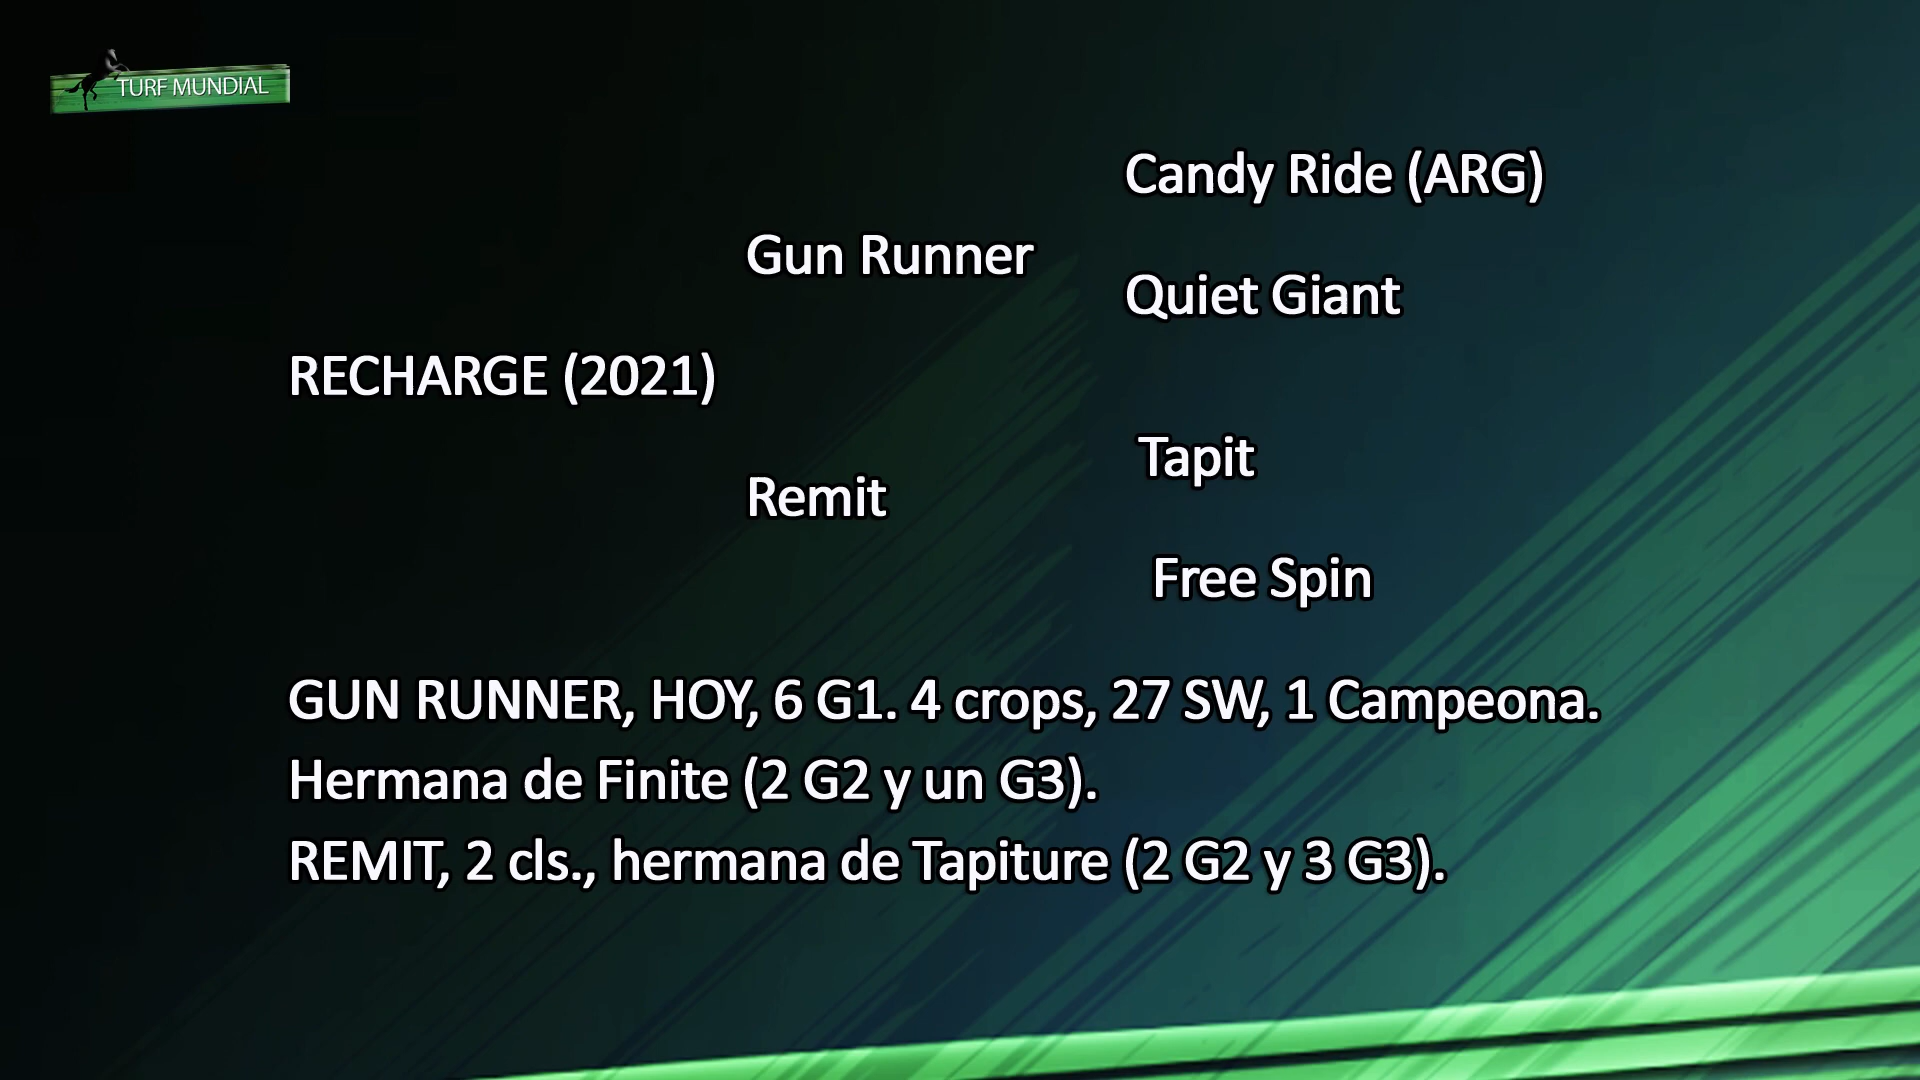 TURF MUNDIAL
Candy Ride (ARG)
Gun Runner
Quiet Giant
RECHARGE (2021)
Tapit
Remit
Free Spin
GUN RUNNER, HOY, 6 G1. 4 crops, 27 SW, 1 Campeona.
Hermana de Finite (2 G2 y un G3).
REMIT, 2 cls., hermana de Tapiture (2 G2 y 3 G3).